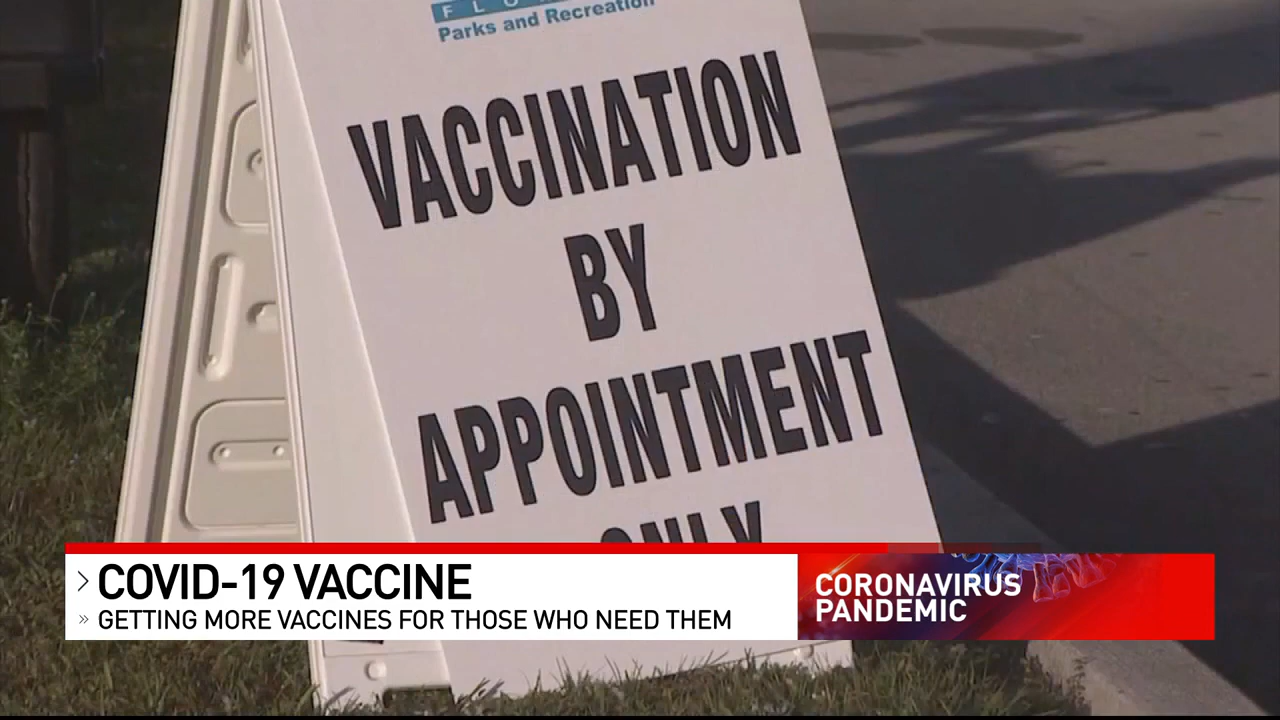 Parks and Recreation
VACCINATION
BY
APPOINTMENT
ONLY
COVID-19 VACCINE
GETTING MORE VACCINES FOR THOSE WHO NEED THEM
CORONAVIRUS
PANDEMIC